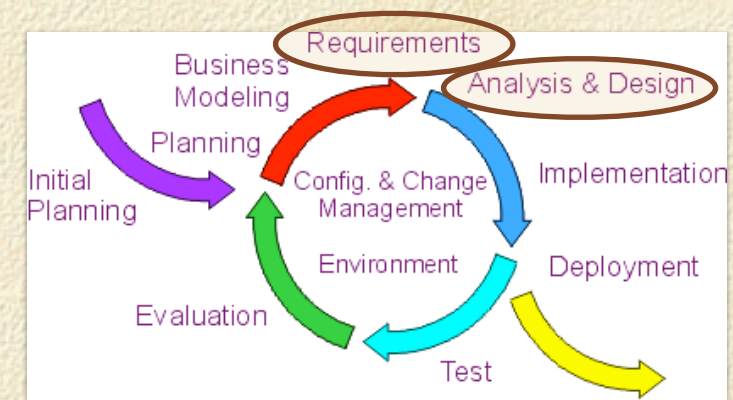 Requirements
Business
Modeling
Analysis & Design
Planning
Initial
Planning
Config. & Change
Management
Implementation
Environment
Deployment
Evaluation
Test